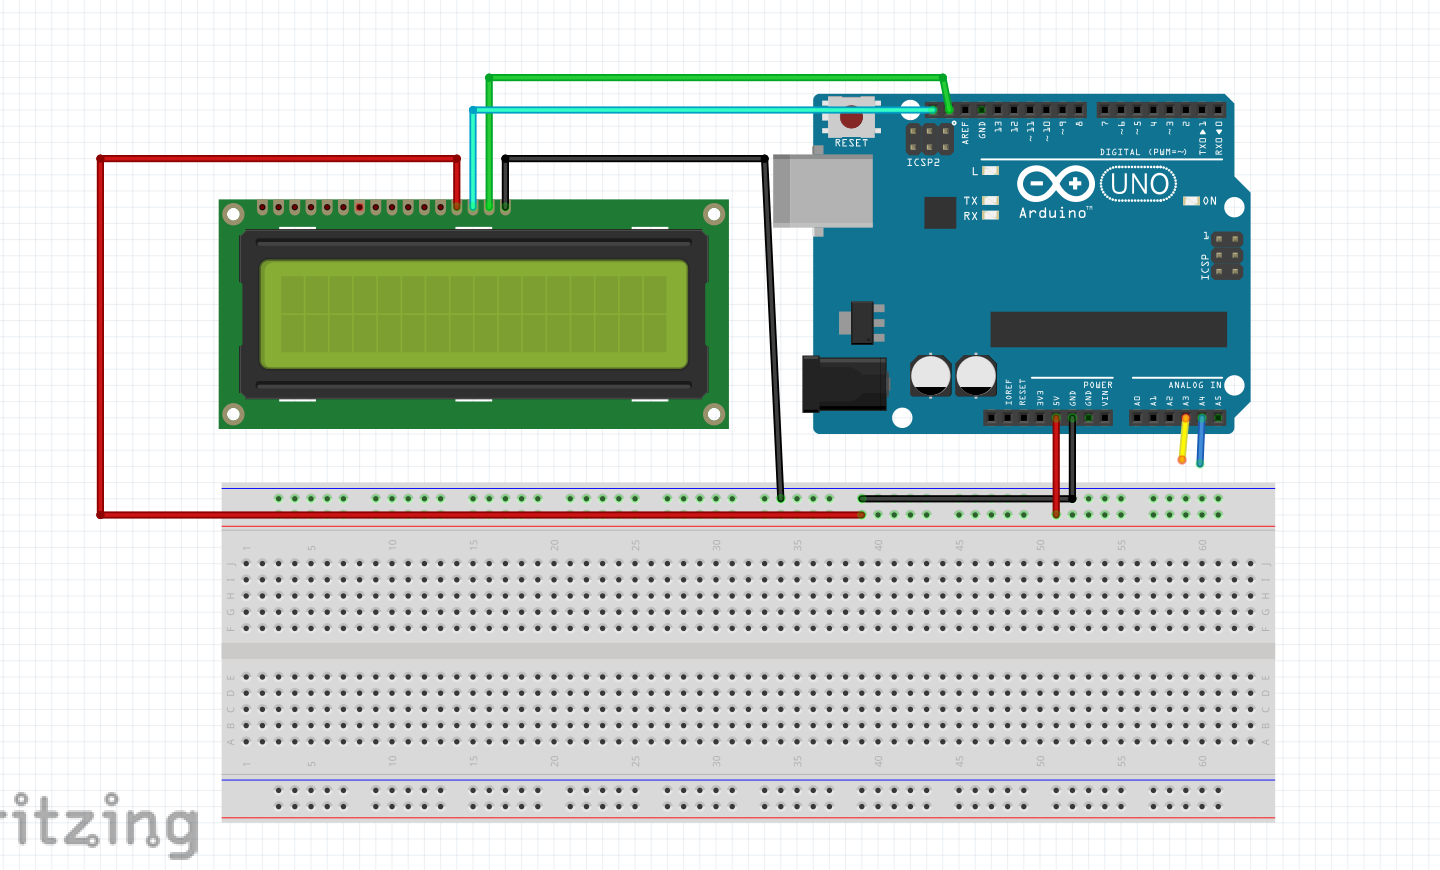 RESET
ICSP2
AREF
GND
13
12
~11
~10
~9
8
7
~6
~5
4
~3
2
TX0▶1
RX0◀0
DIGITAL (PWM=~)
L
TX
RX
Arduino™
UNO
ON
1
ICSP
IOREF
RESET
3V3
5V
GND
GND
VIN
POWER
ANALOG IN
A0
A1
A2
A3
A4
A5
1 5 10 15 20 25 30 35 40 45 50 55 60
J J
I I
H H
G G
F F
E E
D D
C C
B B
A A
1 5 10 15 20 25 30 35 40 45 50 55 60
ritzing